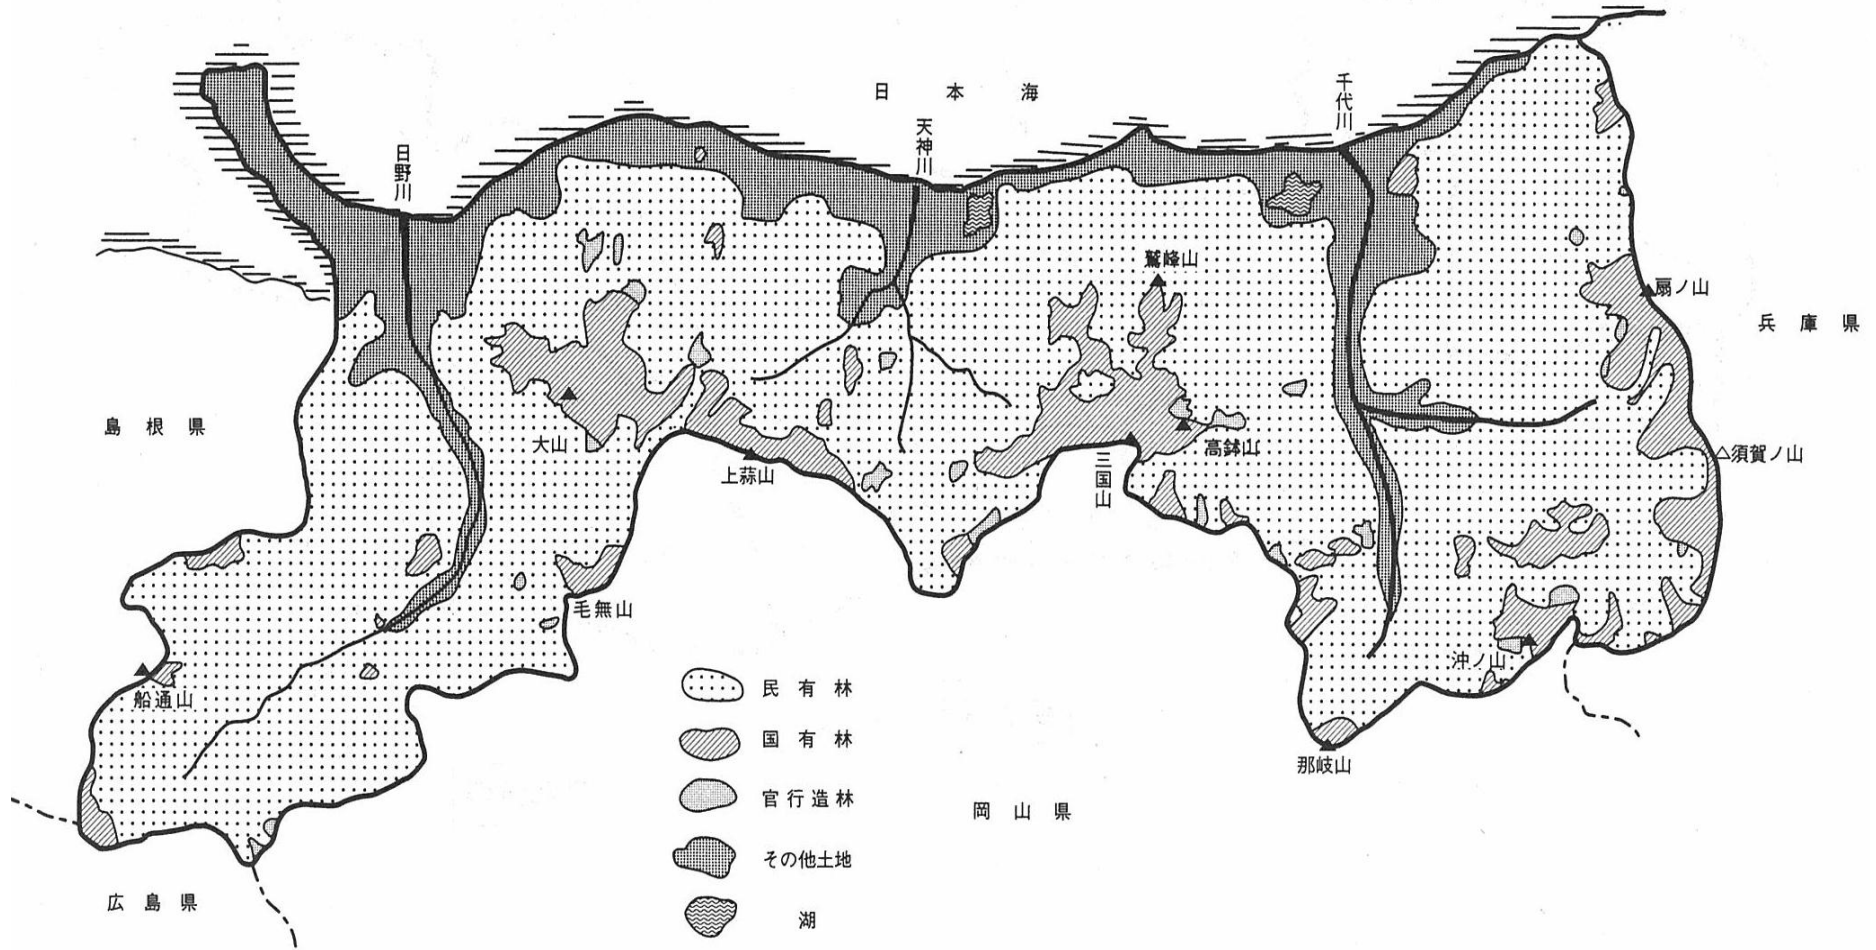 日本海
千代川
天神川
日野川
鷲峰山
扇ノ山
兵庫県
島根県
大山
上蒜山
三国山
高鉢山
須賀ノ山
毛無山
船通山
沖ノ山
那岐山
民有林
国有林
官行造林
その他土地
湖
岡山県
広島県